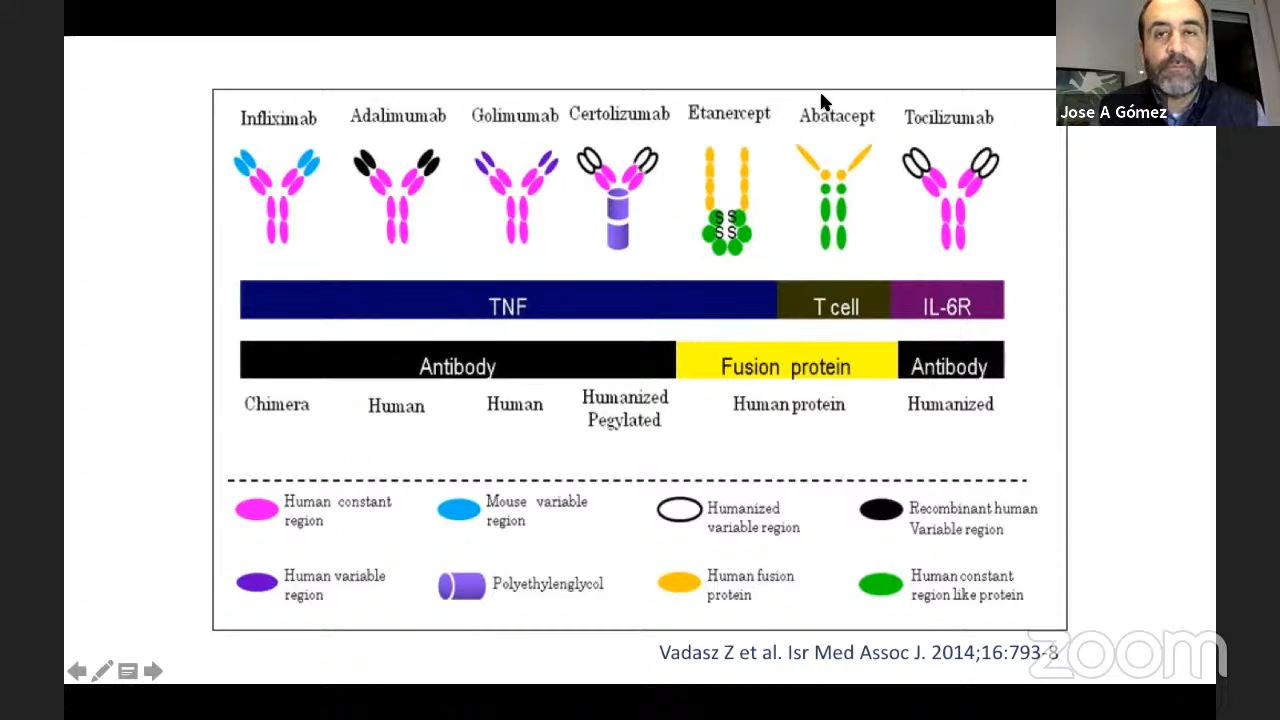 Jose A Gómez
Infliximab Adalimumab Golimumab Certolizumab Etanercept Abatacept Tocilizumab
S S
S S
TNF T cell IL-6R
Antibody Fusion protein Antibody
Chimera Human Human Humanized Human protein Humanized
Pegylated
Human constant
region
Mouse variable
region
Humanized
variable region
Recombinant human
Variable region
Human variable
region
Polyethylenglycol
Human fusion
protein
Human constant
region like protein
Vadasz Z et al. Isr Med Assoc J. 2014;16:793-8
zoom